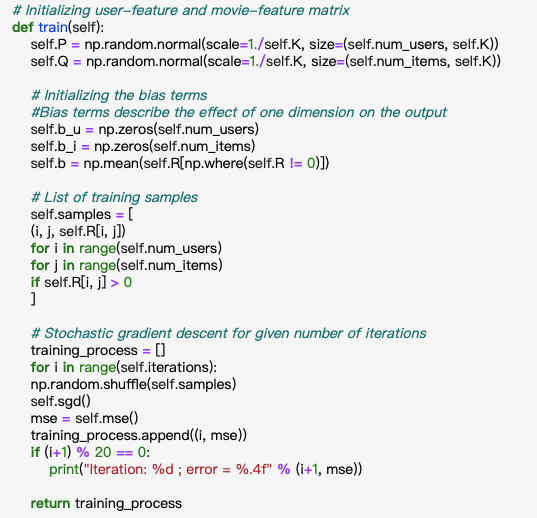 # Initializing user-feature and movie-feature matrix
def train(self):
self.P = np.random.normal(scale=1./self.K, size=(self.num_users, self.K))
self.Q = np.random.normal(scale=1./self.K, size=(self.num_items, self.K))
# Initializing the bias terms
#Bias terms describe the effect of one dimension on the output
self.b_u = np.zeros(self.num_users)
self.b_i = np.zeros(self.num_items)
self.b = np.mean(self.R[np.where(self.R != 0)])
# List of training samples
self.samples = [
(i, j, self.R[i, j])
for i in range(self.num_users)
for j in range(self.num_items)
if self.R[i, j] > 0
]
# Stochastic gradient descent for given number of iterations
training_process = []
for i in range(self.iterations):
np.random.shuffle(self.samples)
self.sgd()
mse = self.mse()
training_process.append((i, mse))
if (i+1) % 20 == 0:
print("Iteration: %d ; error = %.4f" % (i+1, mse))
return training_process